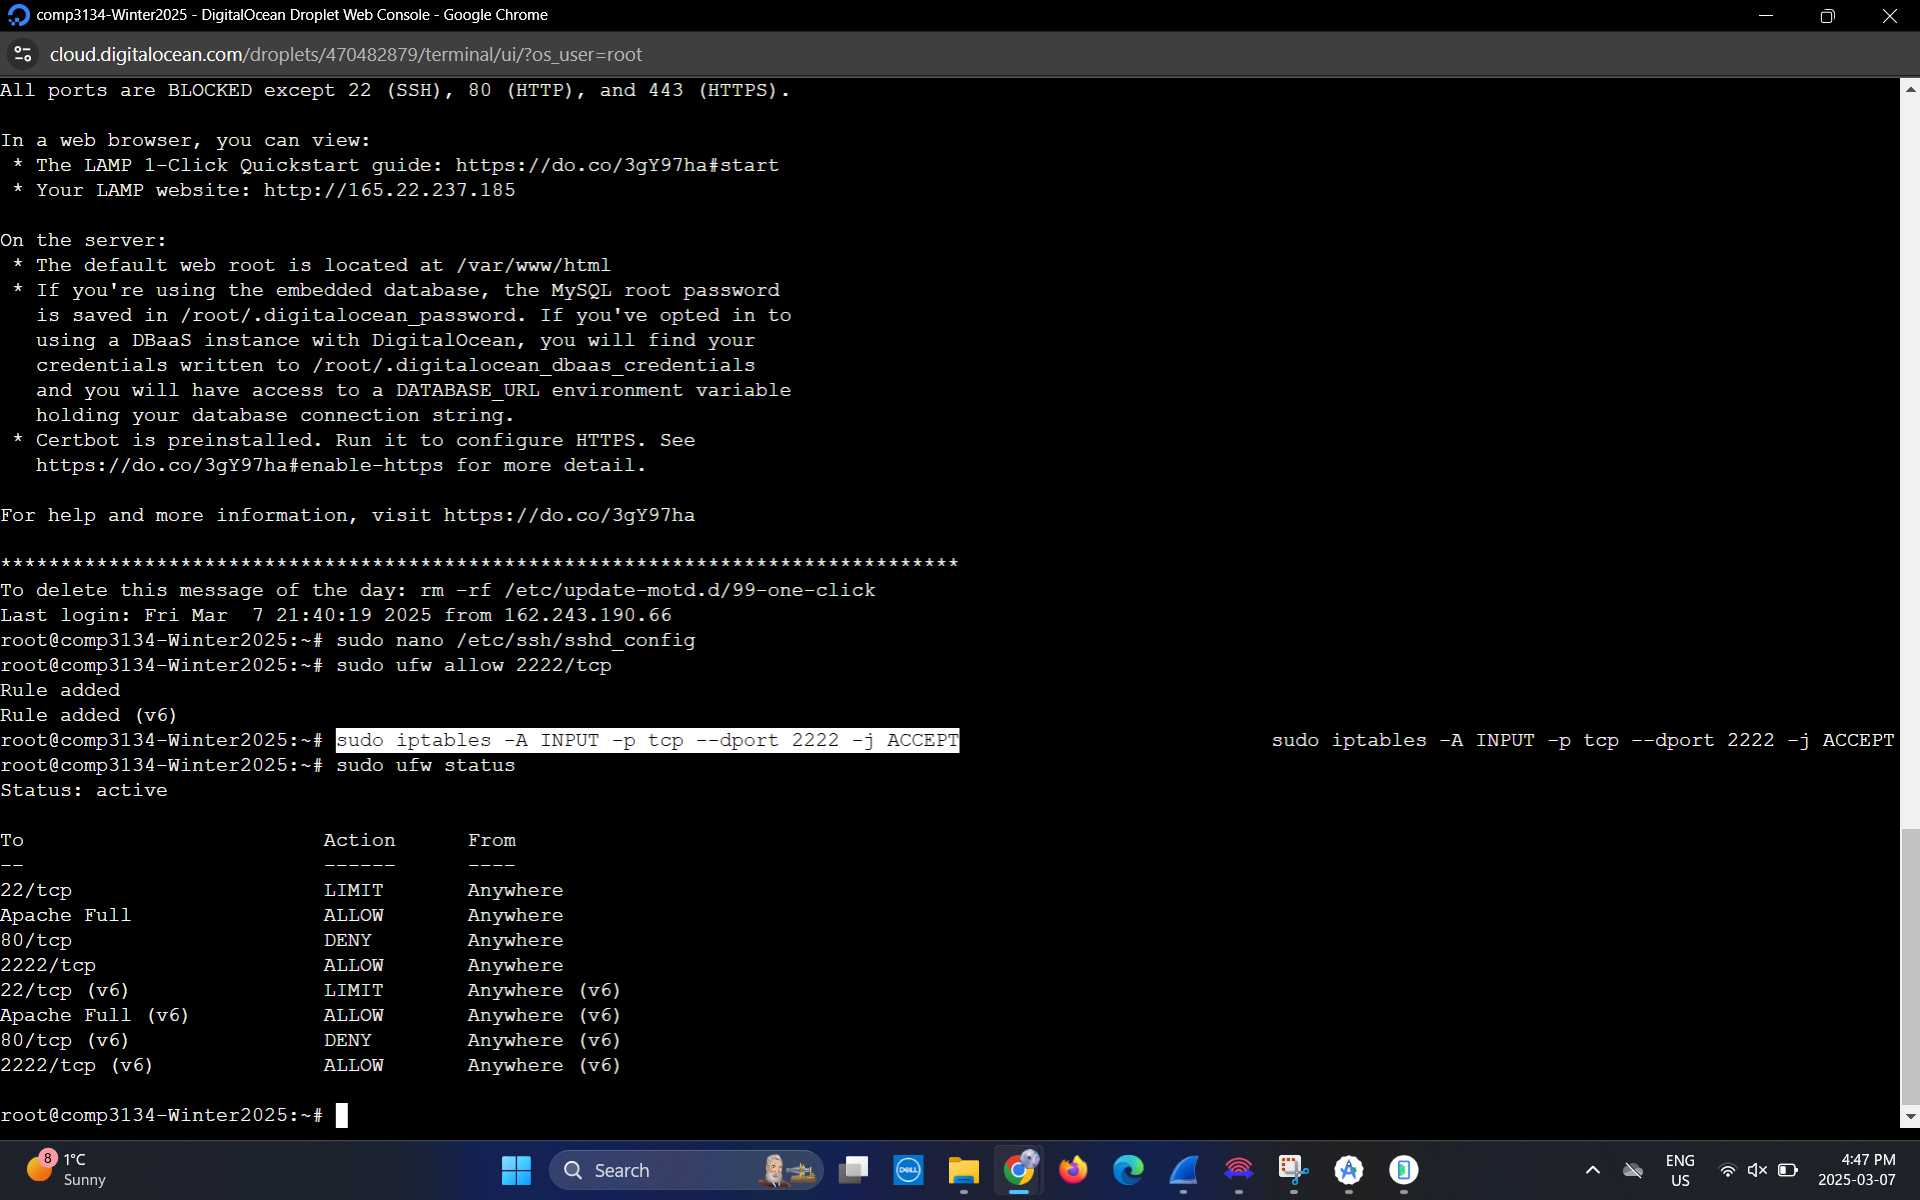 comp3134-Winter2025 - DigitalOcean Droplet Web Console - Google Chrome
cloud.digitalocean.com/droplets/470482879/terminal/ui/?os_user=root
All ports are BLOCKED except 22 (SSH), 80 (HTTP), and 443 (HTTPS).
In a web browser, you can view:
* The LAMP 1-Click Quickstart guide: https://do.co/3gY97ha#start
* Your LAMP website: http://165.22.237.185
On the server:
* The default web root is located at /var/www/html
* If you're using the embedded database, the MySQL root password
is saved in /root/.digitalocean_password. If you've opted in to
using a DBaaS instance with DigitalOcean, you will find your
credentials written to /root/.digitalocean_dbaas_credentials
and you will have access to a DATABASE_URL environment variable
holding your database connection string.
* Certbot is preinstalled. Run it to configure HTTPS. See
https://do.co/3gY97ha#enable-https for more detail.
For help and more information, visit https://do.co/3gY97ha
********************************************************************************
To delete this message of the day: rm -rf /etc/update-motd.d/99-one-click
Last login: Fri Mar  7 21:40:19 2025 from 162.243.190.66
root@comp3134-Winter2025:~# sudo nano /etc/ssh/sshd_config
root@comp3134-Winter2025:~# sudo ufw allow 2222/tcp
Rule added
Rule added (v6)
root@comp3134-Winter2025:~# sudo iptables -A INPUT -p tcp --dport 2222 -j ACCEPT sudo iptables -A INPUT -p tcp --dport 2222 -j ACCEPT
root@comp3134-Winter2025:~# sudo ufw status
Status: active
To Action From
-- ------ ----
22/tcp LIMIT Anywhere
Apache Full ALLOW Anywhere
80/tcp DENY Anywhere
2222/tcp ALLOW Anywhere
22/tcp (v6) LIMIT Anywhere (v6)
Apache Full (v6) ALLOW Anywhere (v6)
80/tcp (v6) DENY Anywhere (v6)
2222/tcp (v6) ALLOW Anywhere (v6)
root@comp3134-Winter2025:~#
8
1°C
Sunny
Search
DELL
ENG
US
4:47 PM
2025-03-07